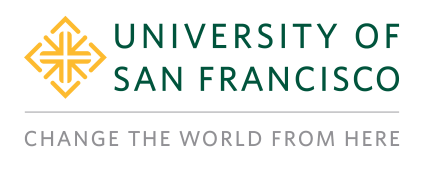 UNIVERSITY OF
SAN FRANCISCO
CHANGE THE WORLD FROM HERE